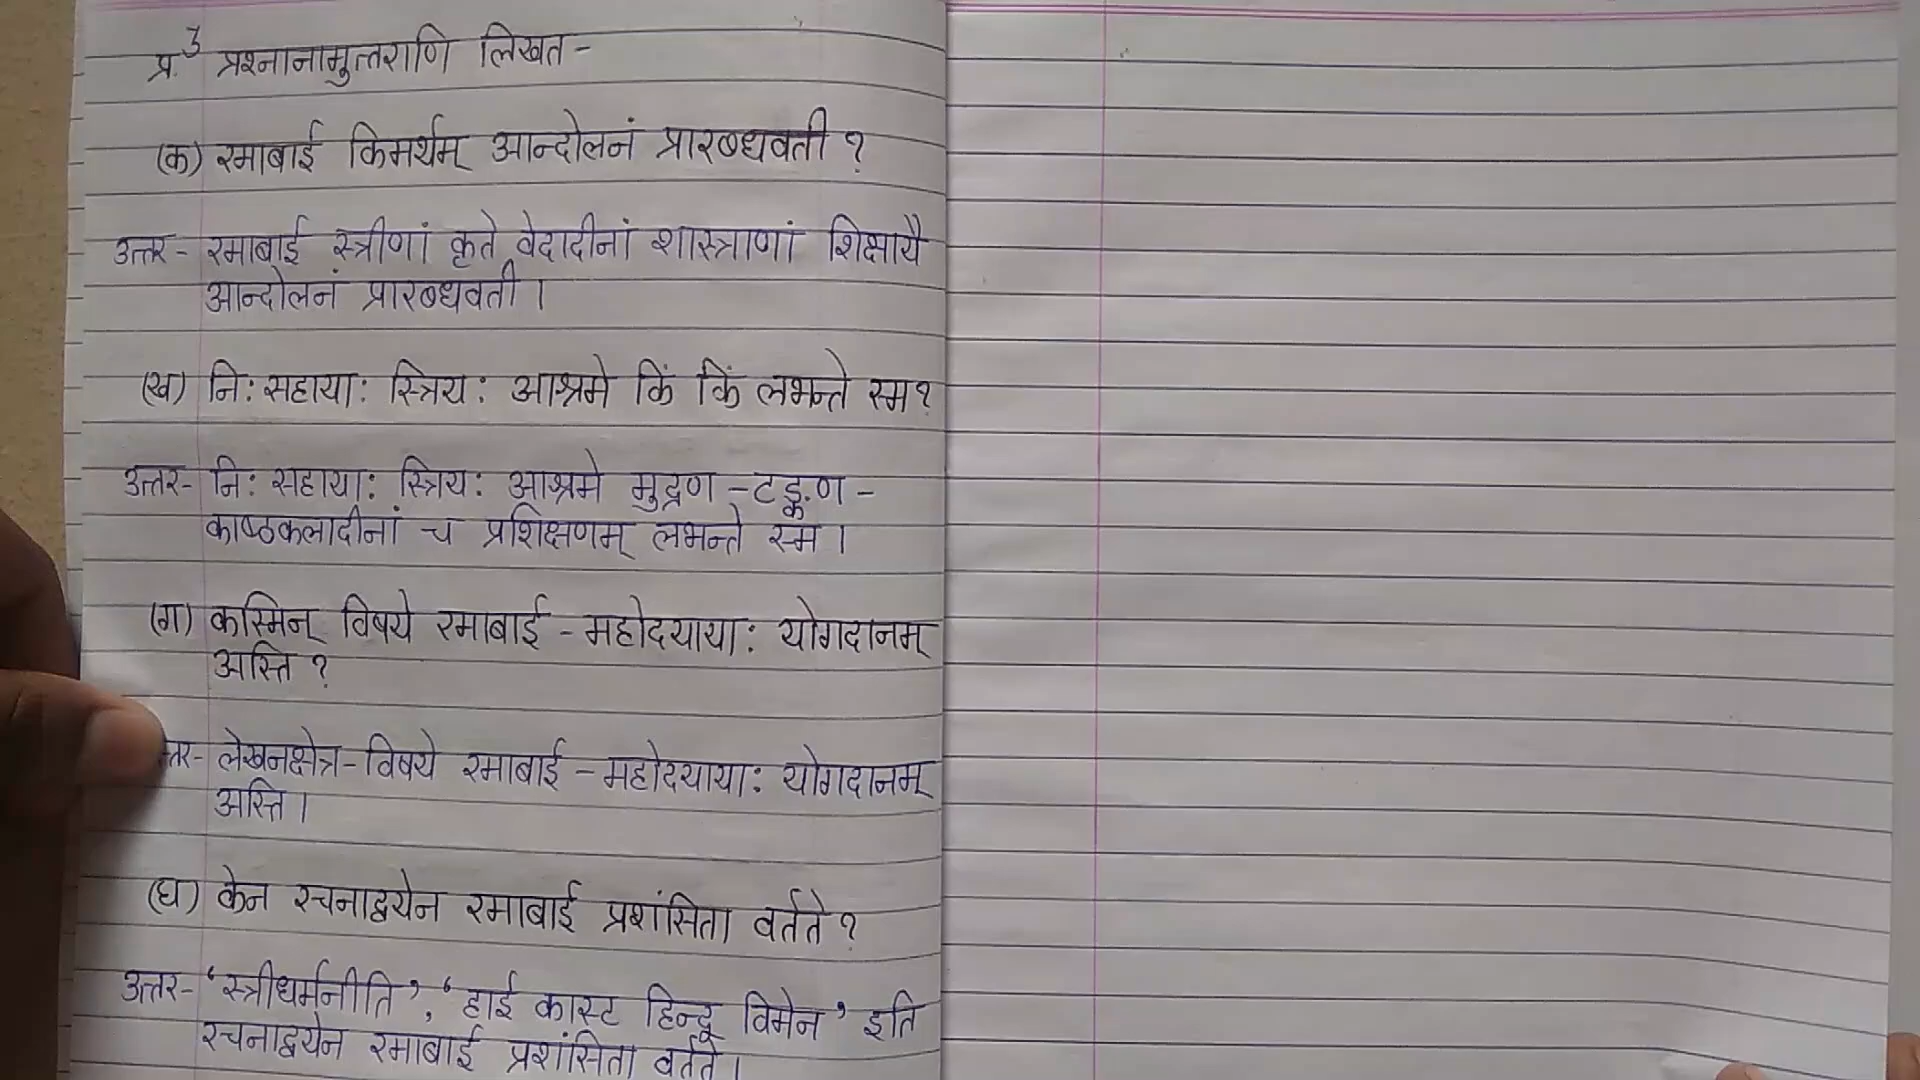 प्र.3 प्रश्नानामुत्तराणि लिखत -
(क) रमाबाई किमर्थम् आन्दोलनं प्रारब्धवती ?
उत्तर - रमाबाई स्त्रीणां कृते वेदादीनां शास्त्राणां शिक्षायै
आन्दोलनं प्रारब्धवती ।
(ख) नि: सहाया: स्त्रिय: आश्रमे किं किं लभन्ते स्म ?
उत्तर - नि: सहाया: स्त्रिय: आश्रमे मुद्रण - टङ्कण -
काष्ठकलादीनां च प्रशिक्षणम् लभन्ते स्म ।
(ग) कस्मिन् विषये रमाबाई - महोदयाया: योगदानम्
अस्ति ?
त्तर - लेखनक्षेत्र - विषये रमाबाई - महोदयाया: योगदानम्
अस्ति ।
(घ) केन रचनाद्वयेन रमाबाई प्रशंसिता वर्तते ?
उत्तर - ‘स्त्रीधर्मनीति’, ‘हाई कास्ट हिन्दू विमेन’ इति
रचनाद्वयेन रमाबाई प्रशंसिता वर्तते ।